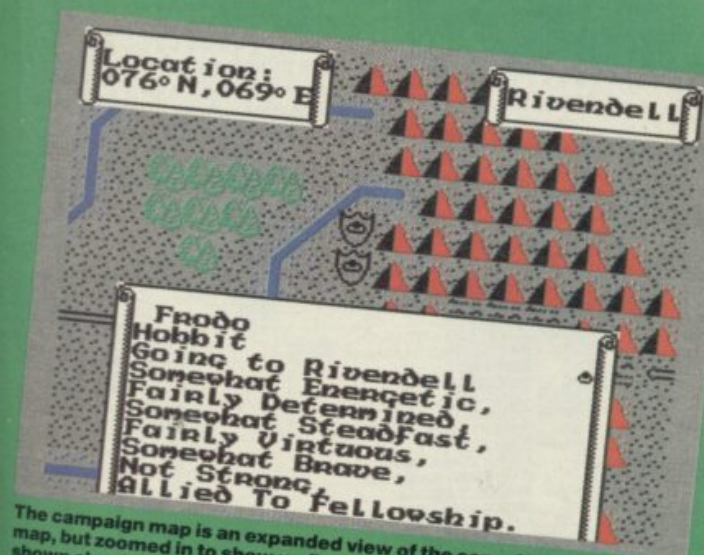 Location:
076° N, 069° E
Rivendell
Frodo
Hobbit
Going to Rivendell
Somewhat Energetic,
Fairly Determined,
Somewhat Steadfast,
Fairly Virtuous,
Somewhat Brave,
Not Strong,
Allied To Fellowship.
The campaign map is an expanded view of the
map, but zoomed in to show